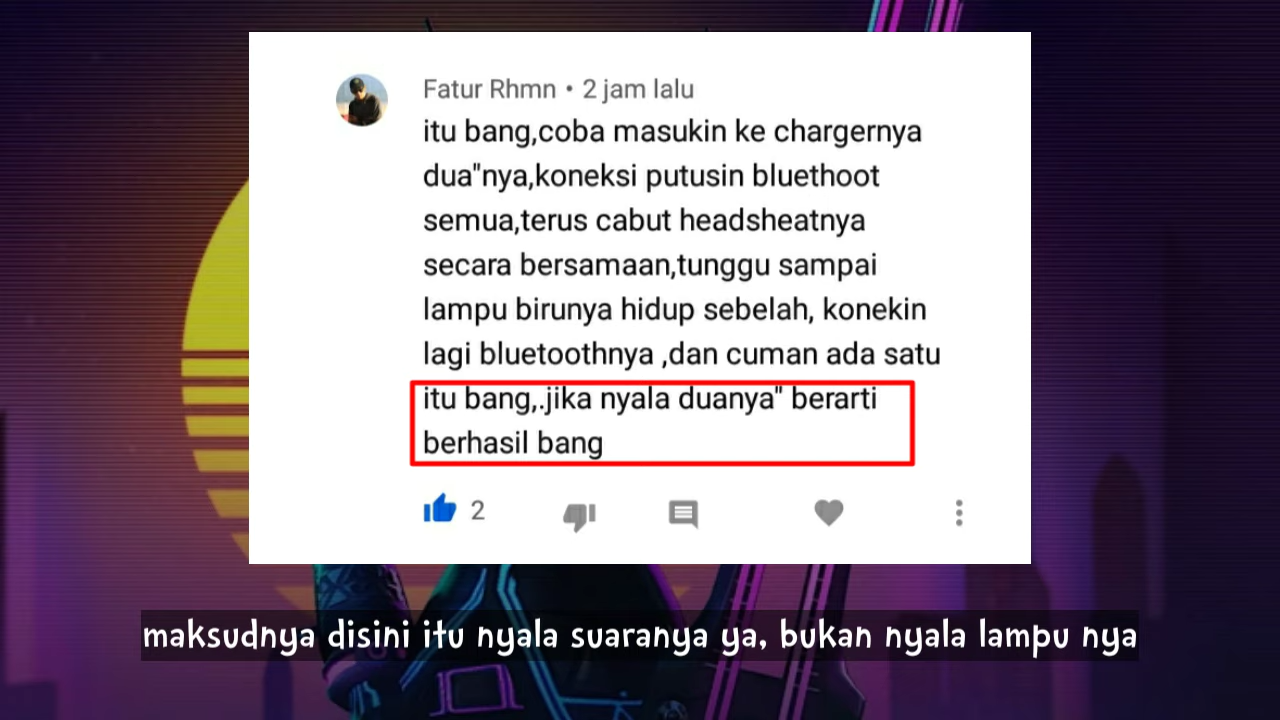 Fatur Rhmn • 2 jam lalu
itu bang,coba masukin ke chargernya
dua"nya,koneksi putusin bluethoot
semua,terus cabut headsheatnya
secara bersamaan,tunggu sampai
lampu birunya hidup sebelah, konekin
lagi bluetoothnya ,dan cuman ada satu
itu bang,.jika nyala duanya" berarti
berhasil bang
2
maksudnya disini itu nyala suaranya ya, bukan nyala lampu nya